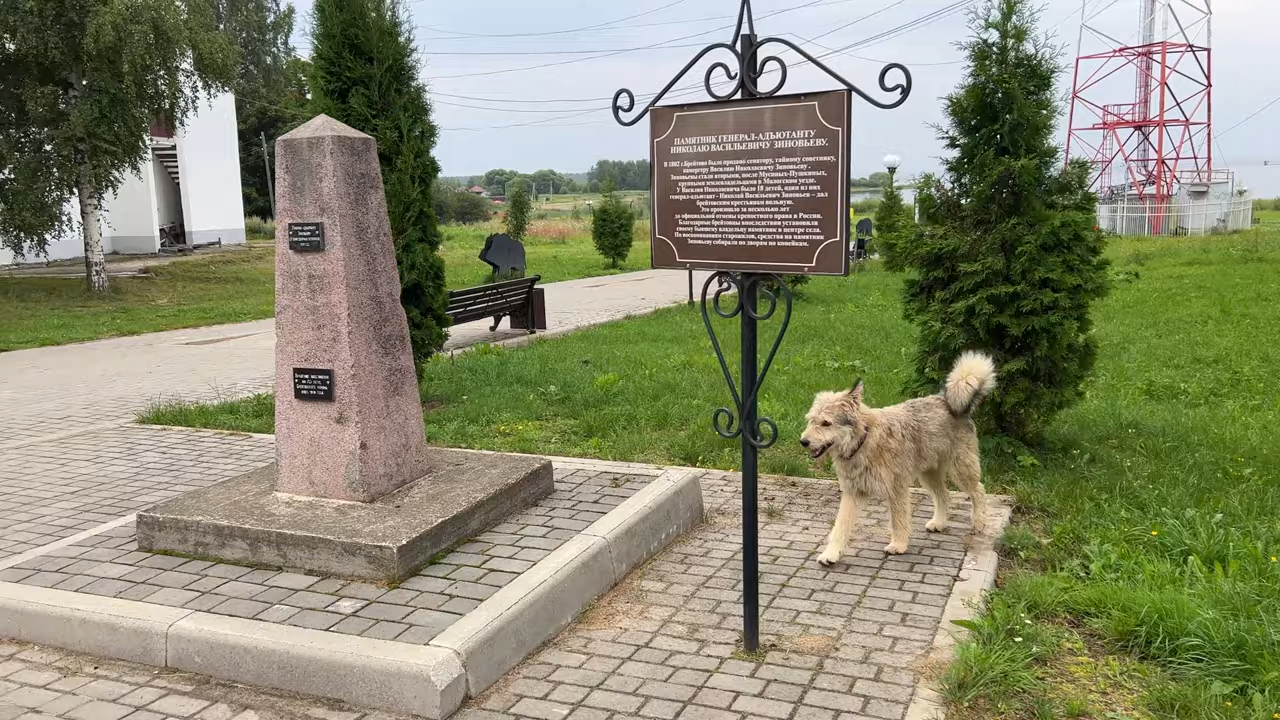 ПАМЯТНИК ГЕНЕРАЛ-АДЪЮТАНТУ
НИКОЛАЮ ВАСИЛЬЕВИЧУ ЗИНОВЬЕВУ.
В 1802 г.Брейтово было продано сенатору, тайному советнику,
камергеру Василию Николаевичу Зиновьеву.
Зиновьевы стали вторыми, после Мусиных-Пушкиных,
крупными землевладельцами в Мологском уезде.
У Василия Николаевича было 18 детей, один из них
генерал-адъютант - Николай Васильевич Зиновьев – дал
брейтовским крестьянам вольную.
Это произошло за несколько лет
до официальной отмены крепостного права в России.
Благодарные брейтовцы впоследствии установили
своему бывшему владельцу памятник в центре села.
По воспоминаниям старожилов, средства на памятник
Зиновьеву собирали по дворам по копейкам.